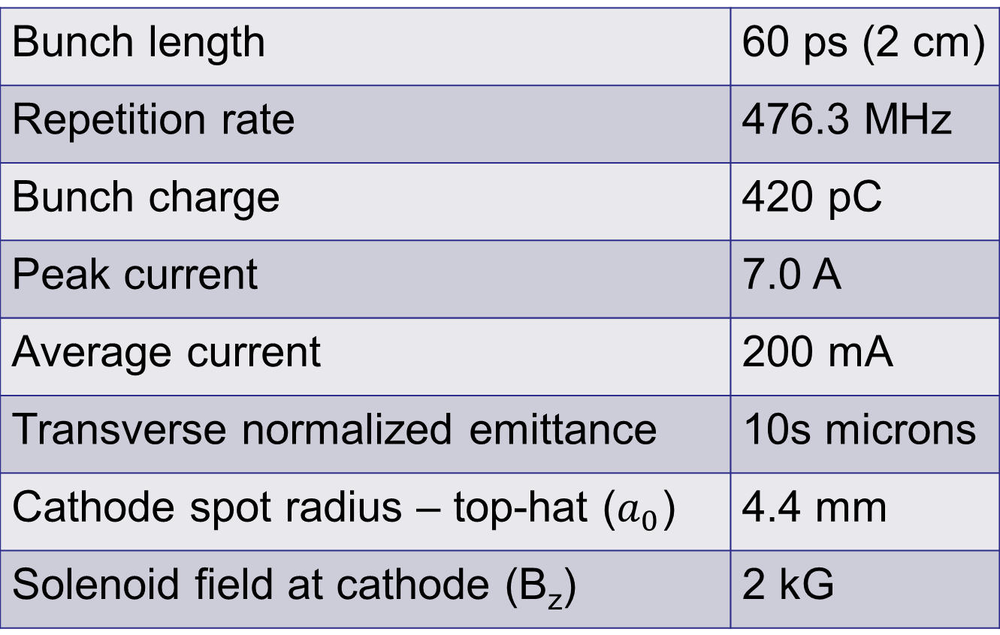 Bunch length 60 ps (2 cm)
Repetition rate 476.3 MHz
Bunch charge 420 pC
Peak current 7.0 A
Average current 200 mA
Transverse normalized emittance 10s microns
Cathode spot radius – top-hat (𝑎₀) 4.4 mm
Solenoid field at cathode (B_z) 2 kG